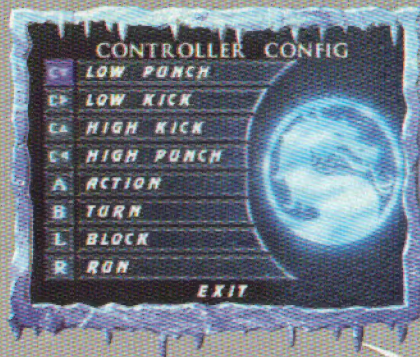 CONTROLLER CONFIG
C▼ LOW PUNCH
C▶ LOW KICK
C▲ HIGH KICK
C◀ HIGH PUNCH
A ACTION
B TURN
L BLOCK
R RUN
EXIT